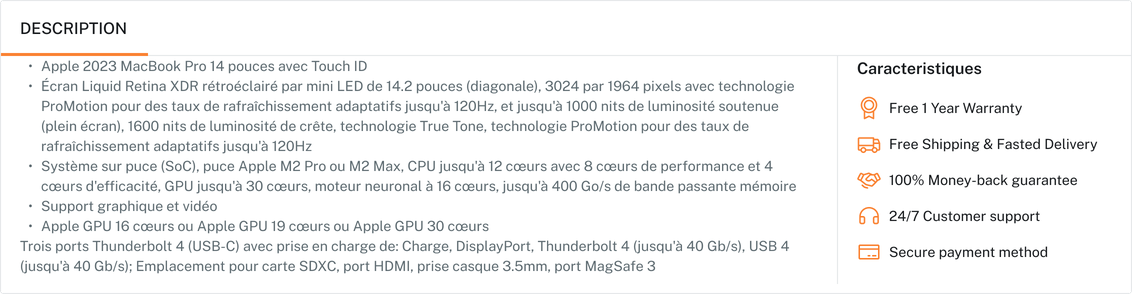 DESCRIPTION
• Apple 2023 MacBook Pro 14 pouces avec Touch ID
• Écran Liquid Retina XDR rétroéclairé par mini LED de 14.2 pouces (diagonale), 3024 par 1964 pixels avec technologie
ProMotion pour des taux de rafraîchissement adaptatifs jusqu'à 120Hz, et jusqu'à 1000 nits de luminosité soutenue
(plein écran), 1600 nits de luminosité de crête, technologie True Tone, technologie ProMotion pour des taux de
rafraîchissement adaptatifs jusqu'à 120Hz
• Système sur puce (SoC), puce Apple M2 Pro ou M2 Max, CPU jusqu'à 12 cœurs avec 8 cœurs de performance et 4
cœurs d'efficacité, GPU jusqu'à 30 cœurs, moteur neuronal à 16 cœurs, jusqu'à 400 Go/s de bande passante mémoire
• Support graphique et vidéo
• Apple GPU 16 cœurs ou Apple GPU 19 cœurs ou Apple GPU 30 cœurs
Trois ports Thunderbolt 4 (USB-C) avec prise en charge de: Charge, DisplayPort, Thunderbolt 4 (jusqu'à 40 Gb/s), USB 4
(jusqu'à 40 Gb/s); Emplacement pour carte SDXC, port HDMI, prise casque 3.5mm, port MagSafe 3
Caracteristiques
Free 1 Year Warranty
Free Shipping & Fasted Delivery
100% Money-back guarantee
24/7 Customer support
Secure payment method